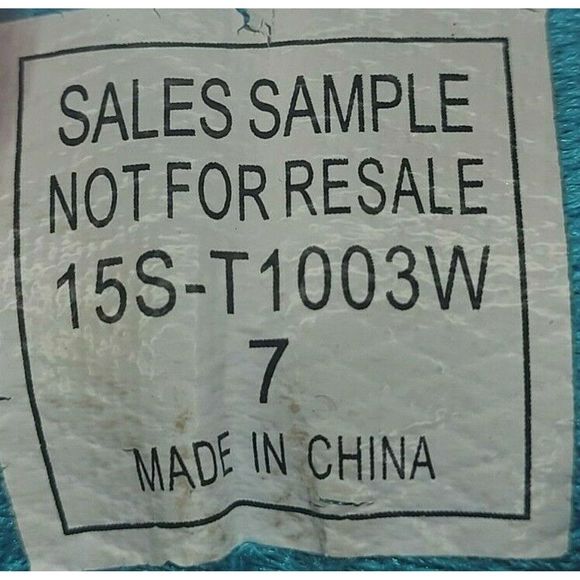 SALES SAMPLE
NOT FOR RESALE
15S-T1003W
7
MADE IN CHINA